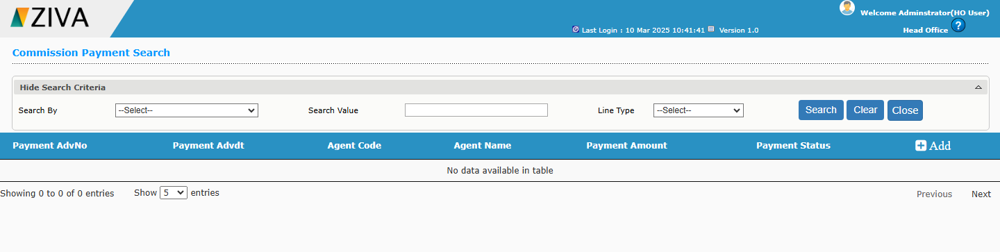 ZIVA
Welcome Adminstrator(HO User)
Last Login : 10 Mar 2025 10:41:41 Version 1.0
Head Office ?
Commission Payment Search
Hide Search Criteria
Search By --Select-- Search Value Line Type --Select-- Search Clear Close
Payment AdvNo Payment Advdt Agent Code Agent Name Payment Amount Payment Status Add
No data available in table
Showing 0 to 0 of 0 entries Show 5 entries Previous Next